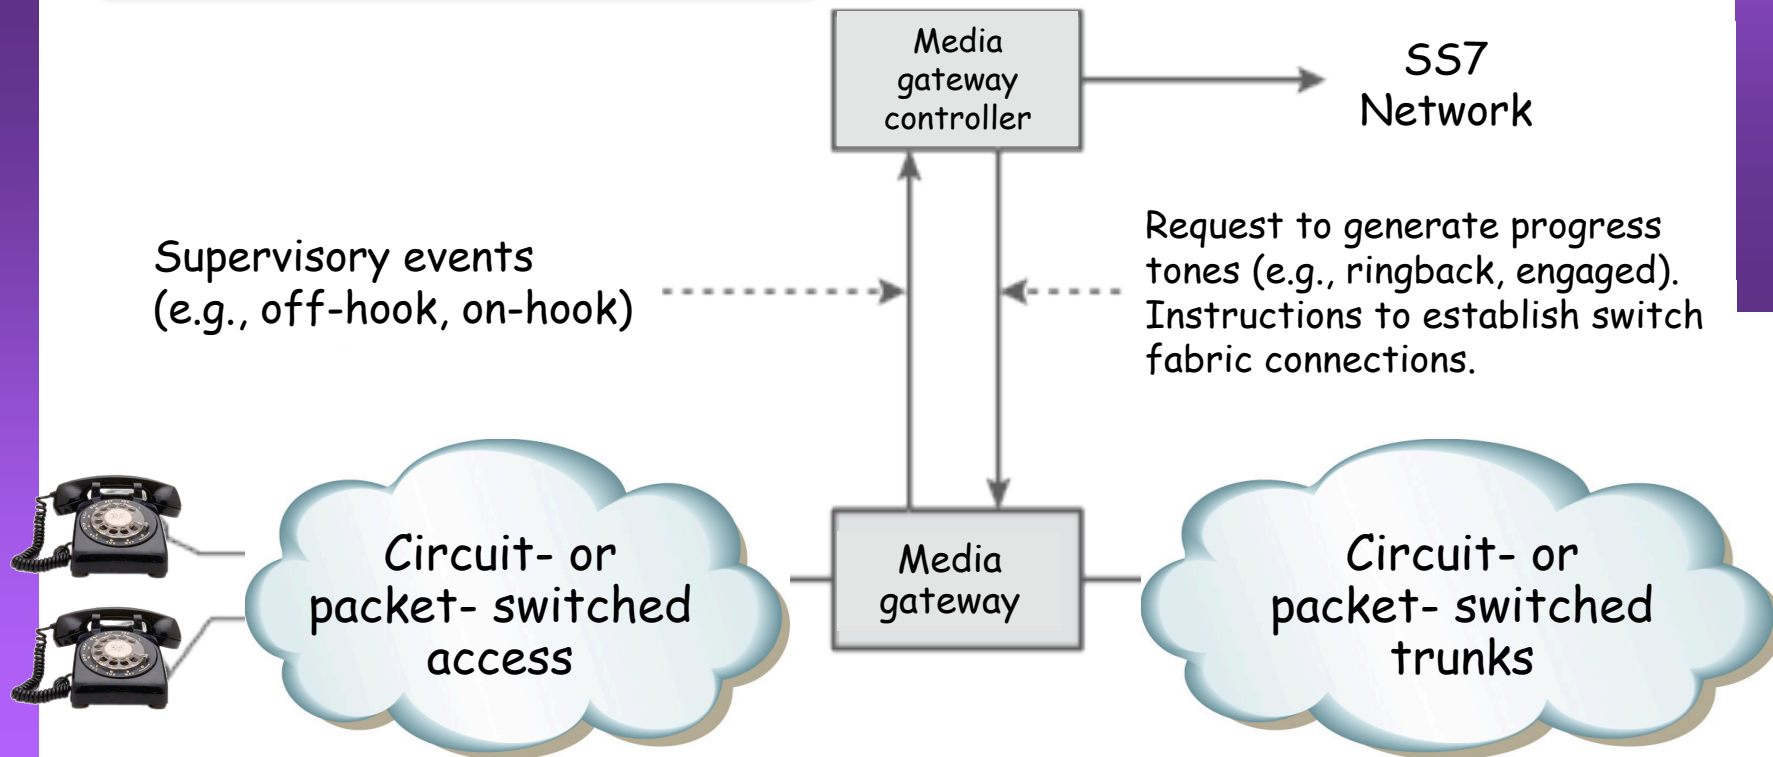 Media
gateway
controller
SS7
Network
Supervisory events
(e.g., off-hook, on-hook)
Request to generate progress
tones (e.g., ringback, engaged).
Instructions to establish switch
fabric connections.
Circuit- or
packet- switched
access
Media
gateway
Circuit- or
packet- switched
trunks